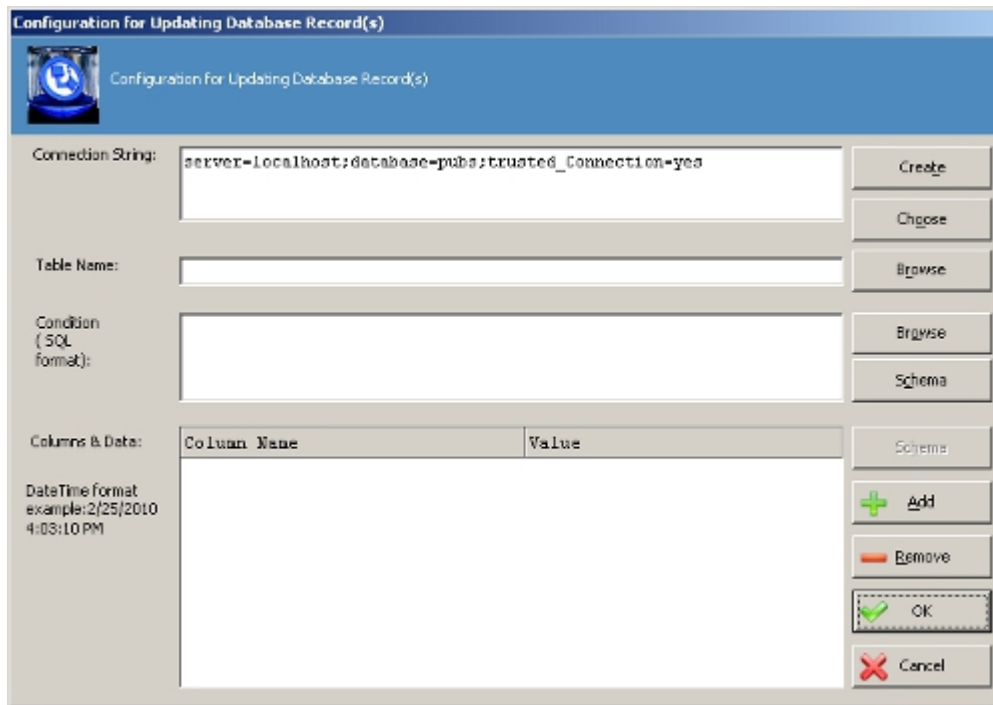 Configuration for Updating Database Record(s)
Configuration for Updating Database Record(s)
Connection String:
server=localhost;database=pubs;trusted_Connection=yes
Create
Choose
Table Name:
Browse
Condition
( SQL
format):
Browse
Schema
Columns & Data:
Column Name
Value
Schema
DateTime format
example:2/25/2010
4:03:10 PM
Add
Remove
OK
Cancel